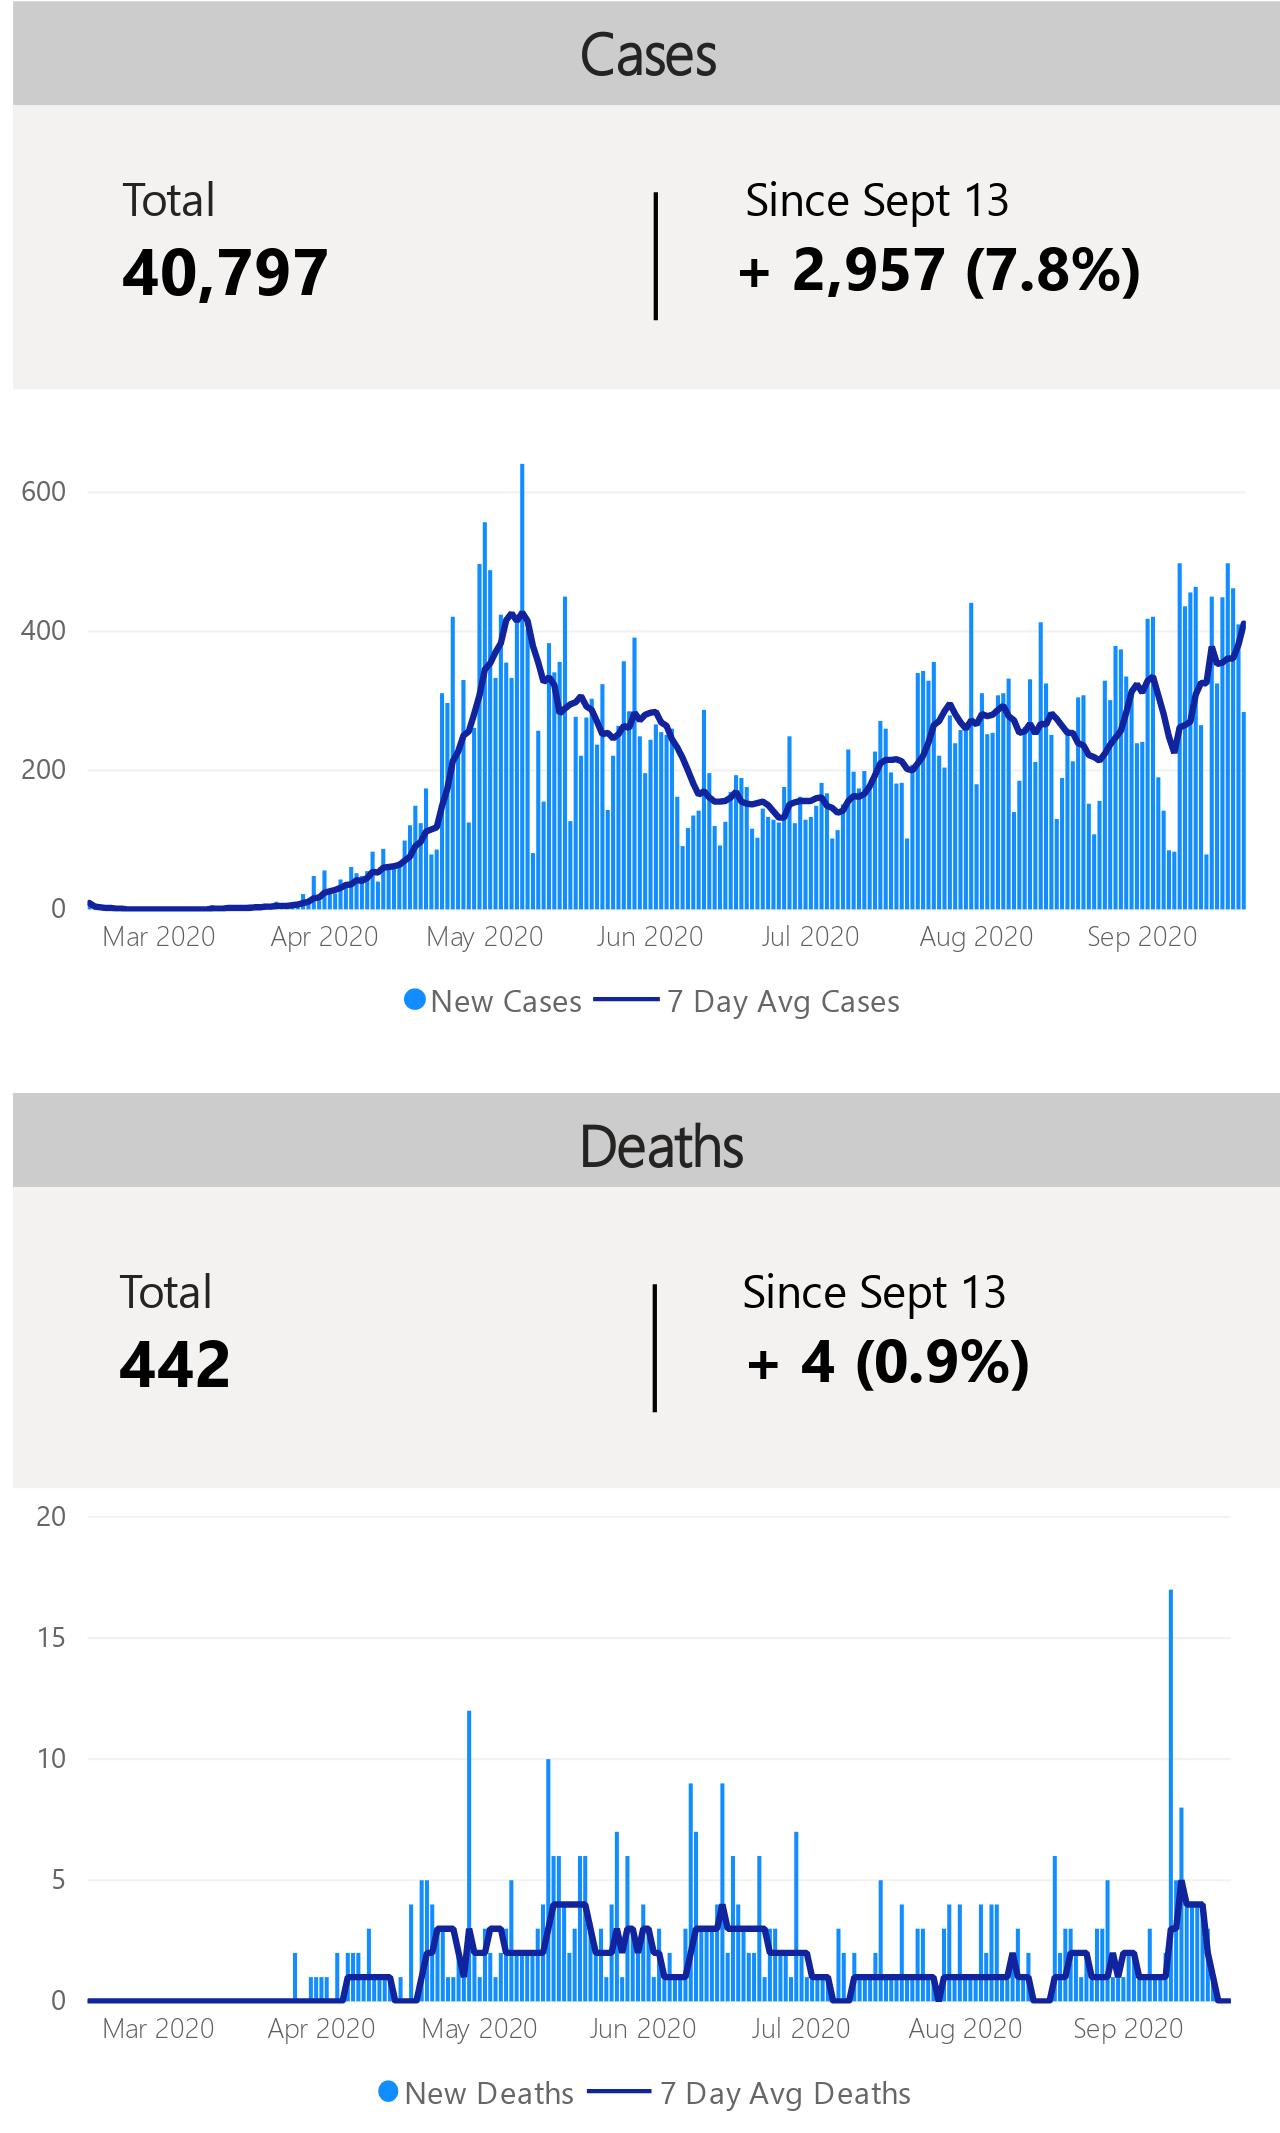 Cases
Total
Since Sept 13
40,797
+ 2,957 (7.8%)
600
400
200
0
Mar 2020 Apr 2020 May 2020 Jun 2020 Jul 2020 Aug 2020 Sep 2020
New Cases 7 Day Avg Cases
Deaths
Total
Since Sept 13
442
+ 4 (0.9%)
20
15
10
5
0
Mar 2020 Apr 2020 May 2020 Jun 2020 Jul 2020 Aug 2020 Sep 2020
New Deaths 7 Day Avg Deaths